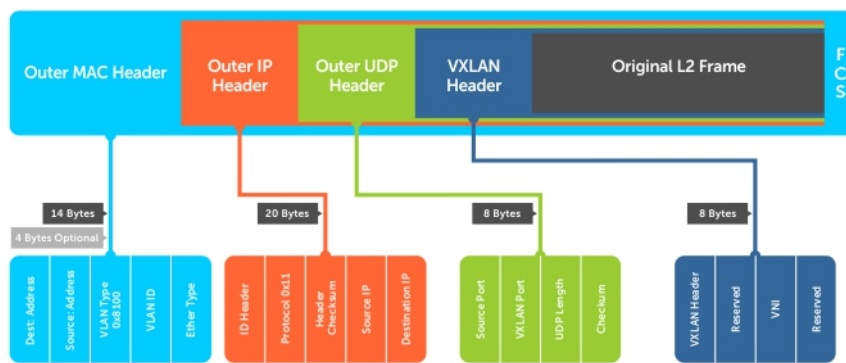 Outer MAC Header
Outer IP
Header
Outer UDP
Header
VXLAN
Header
Original L2 Frame
F
C
S
14 Bytes
4 Bytes Optional
20 Bytes
8 Bytes
8 Bytes
Dest: Address
Source: Address
VLAN Type
0x8100
VLAN ID
Ether Type
ID Header
Protocol 0x11
Header
Checksum
Source IP
Destination IP
Source Port
VXLAN Port
UDP Length
Checkum
VXLAN Header
Reserved
VNI
Reserved